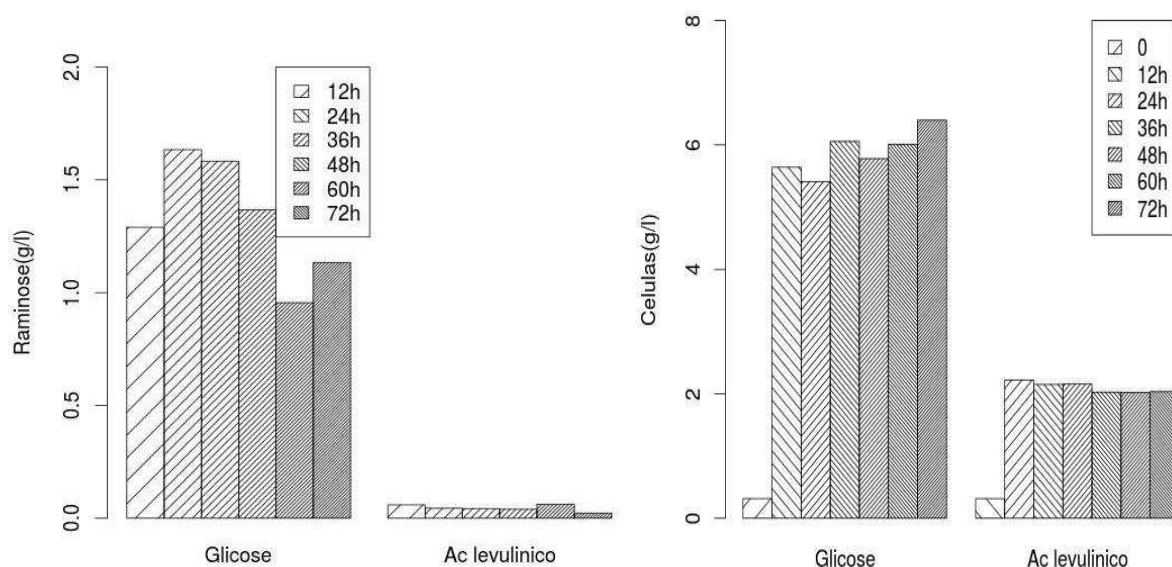 Raminose(g/l)
2.0
1.5
1.0
0.5
0.0
12h
24h
36h
48h
60h
72h
Glicose
Ac levulinico
Celulas(g/l)
8
6
4
2
0
0
12h
24h
36h
48h
60h
72h
Glicose
Ac levulinico